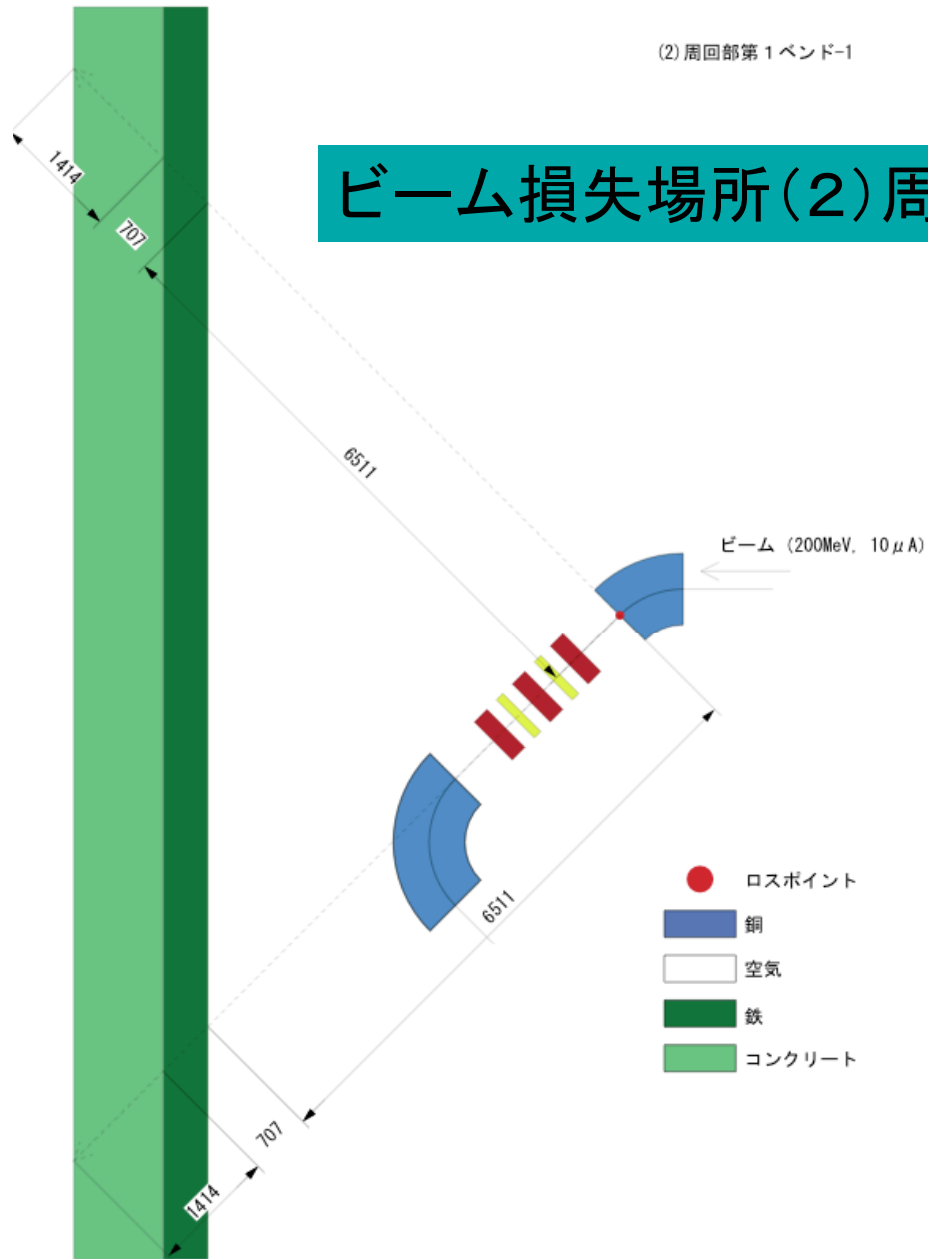 (2)周回部第1ベンド-1
ビーム損失場所(2)周
1414
707
6511
ビーム (200MeV, 10μA)
6511
ロスポイント
銅
空気
鉄
コンクリート
707
1414